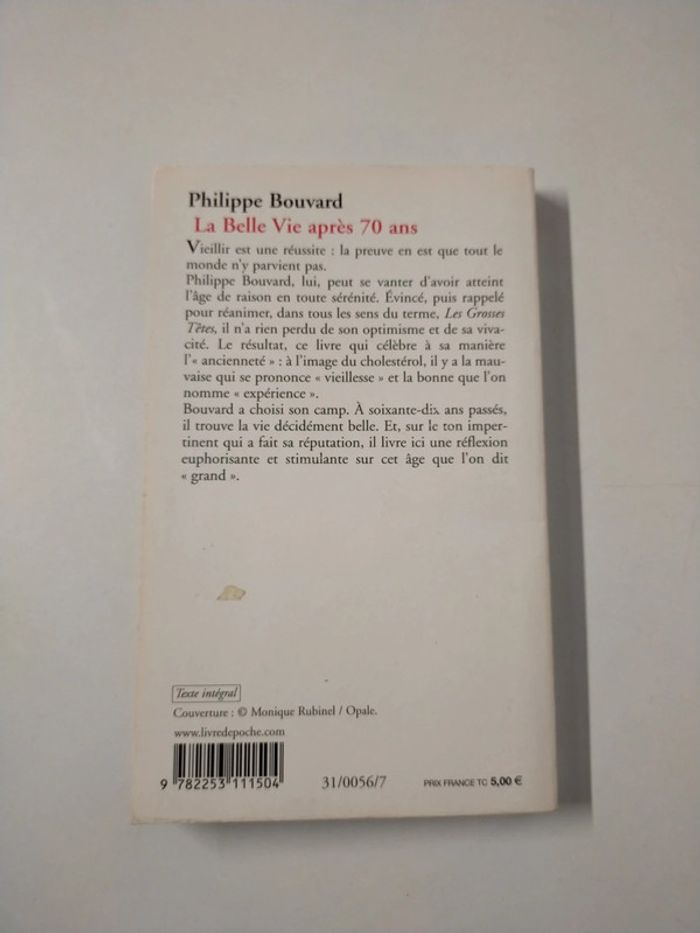 Philippe Bouvard
La Belle Vie après 70 ans
Vieillir est une réussite : la preuve en est que tout le
monde n'y parvient pas.
Philippe Bouvard, lui, peut se vanter d'avoir atteint
l'âge de raison en toute sérénité. Évincé, puis rappelé
pour réanimer, dans tous les sens du terme, Les Grosses
Têtes, il n'a rien perdu de son optimisme et de sa viva-
cité. Le résultat, ce livre qui célèbre à sa manière
l'« ancienneté » : à l'image du cholestérol, il y a la mau-
vaise qui se prononce « vieillesse » et la bonne que l'on
nomme « expérience ».
Bouvard a choisi son camp. À soixante-dix ans passés,
il trouve la vie décidément belle. Et, sur le ton imper-
tinent qui a fait sa réputation, il livre ici une réflexion
euphorisante et stimulante sur cet âge que l'on dit
« grand ».
Texte intégral
Couverture : © Monique Rubinel / Opale.
www.livredepoche.com
9 782253 111504
31/0056/7
PRIX FRANCE TC 5,00 €